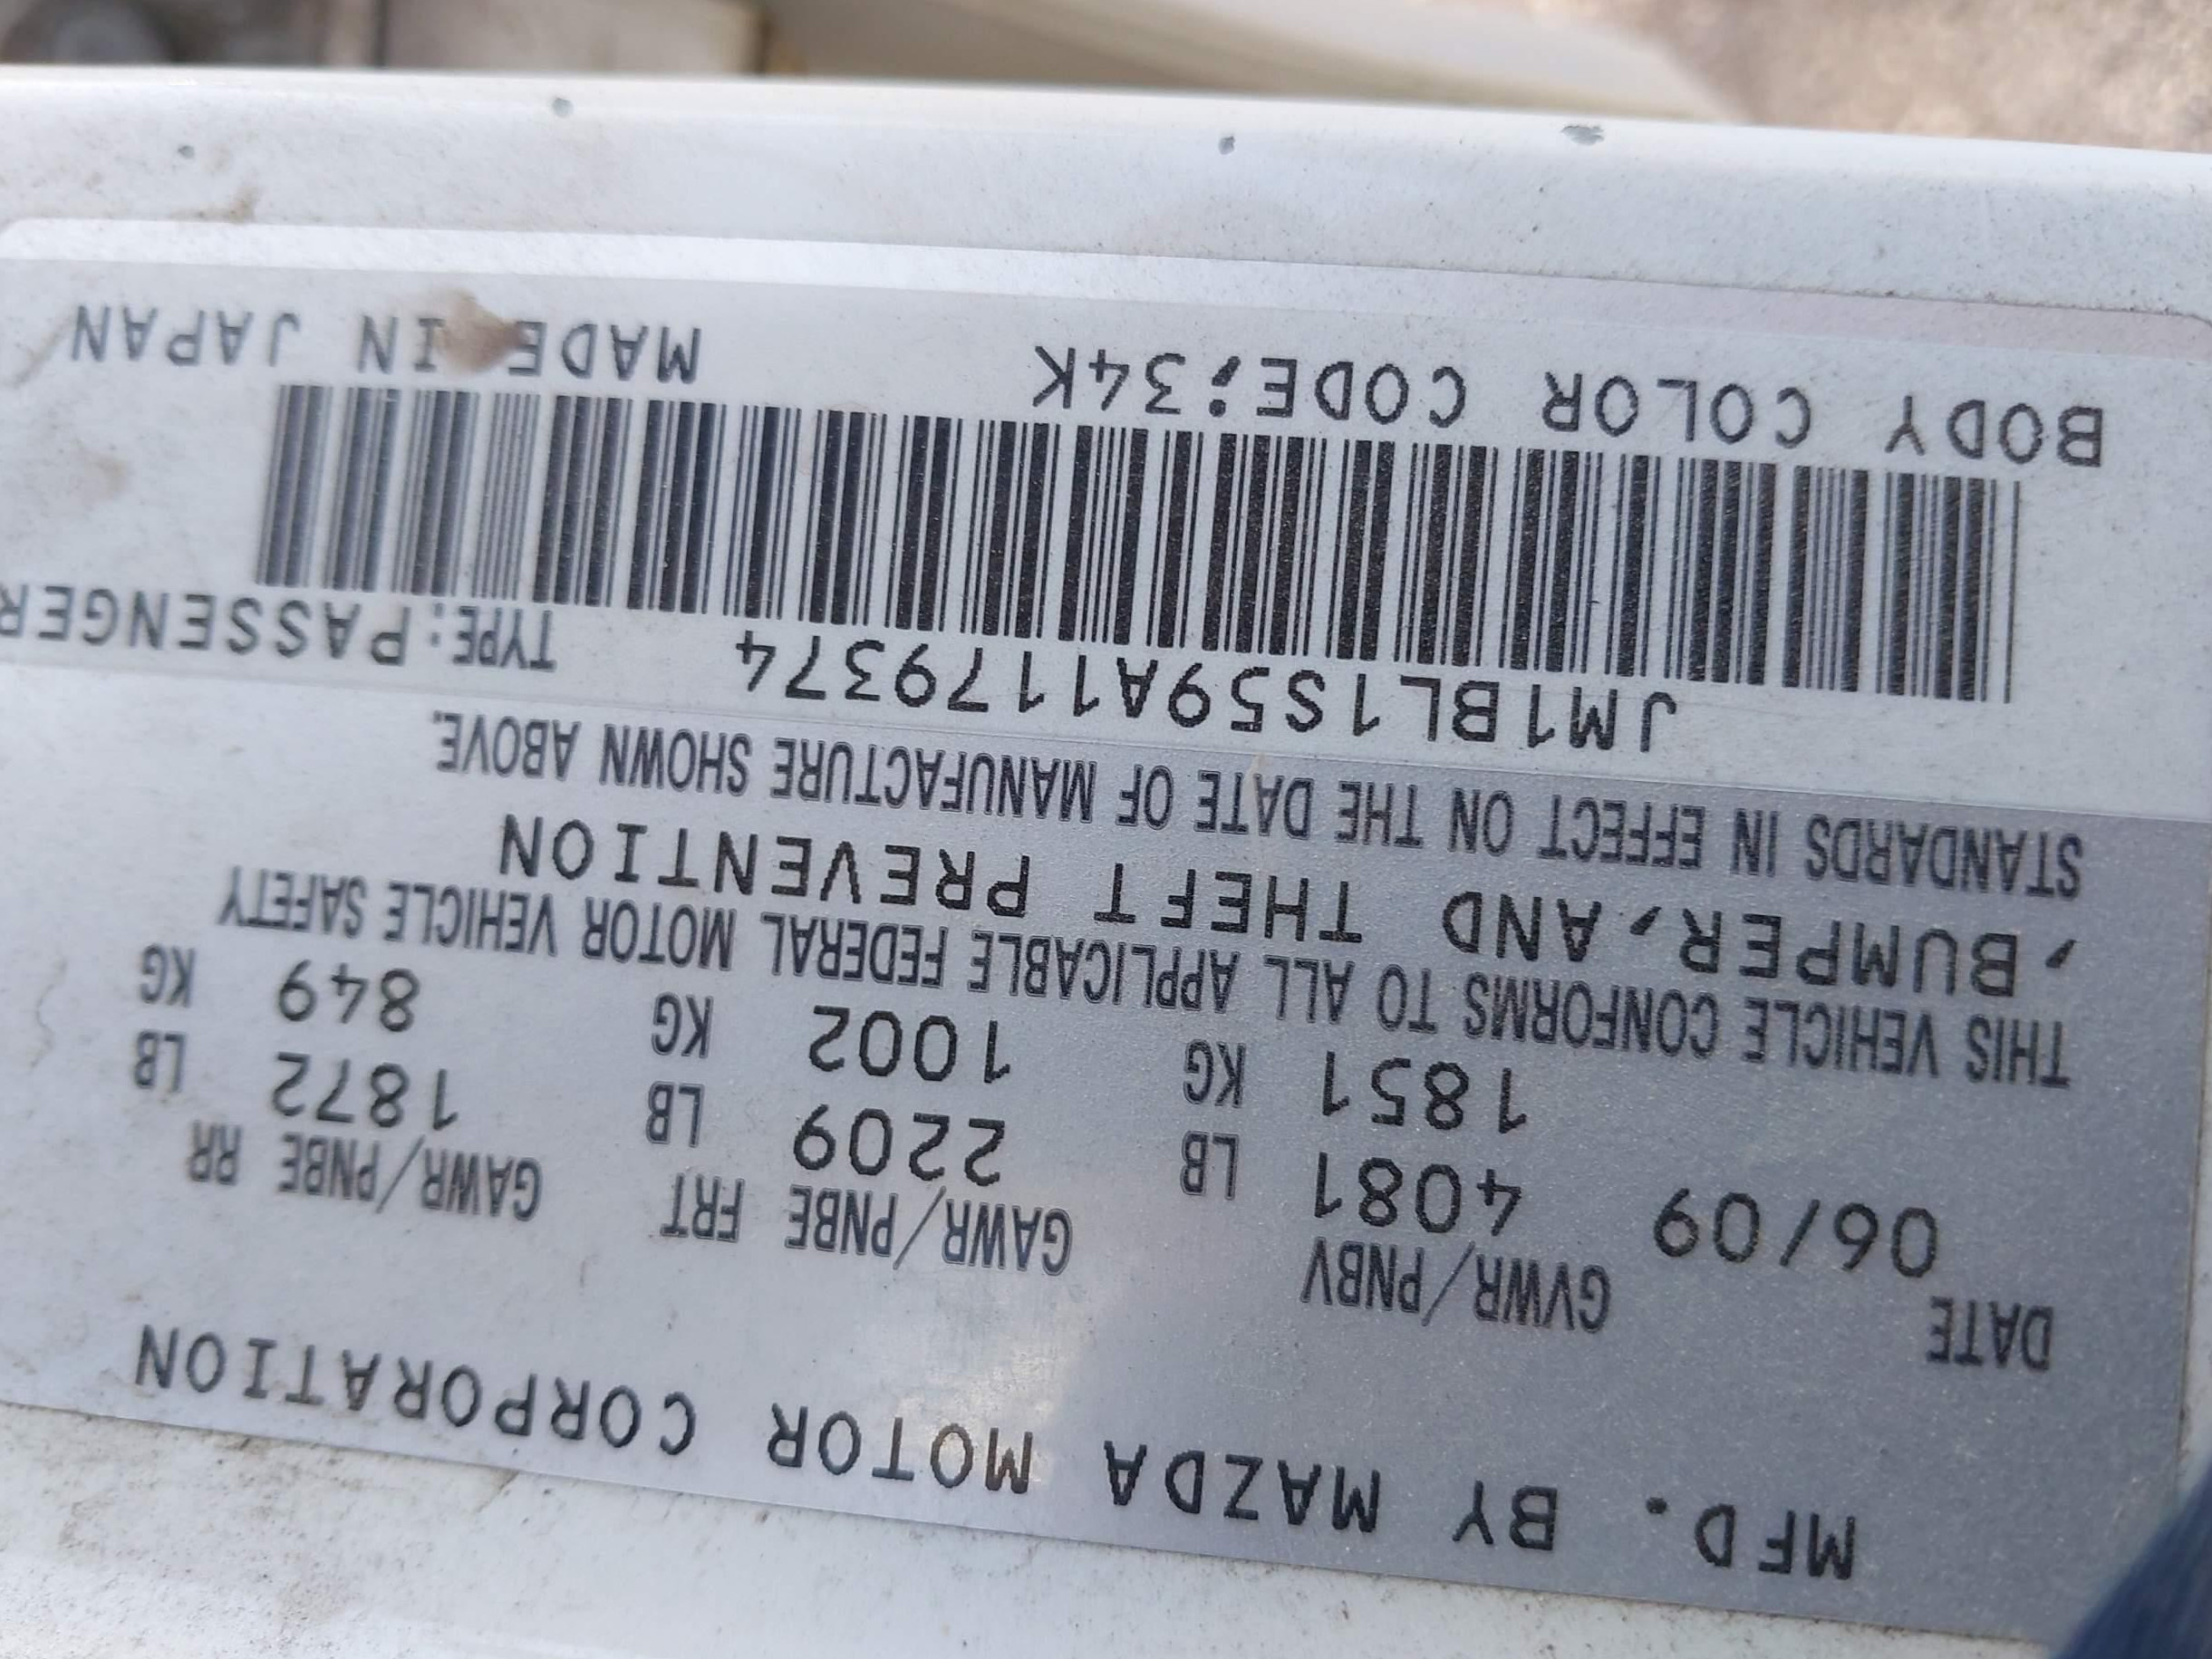 MFD. BY MAZDA MOTOR CORPORATION
DATE GVWR/PNBV GAWR/PNBE FRT GAWR/PNBE RR
06/09 4081 LB 2209 LB 1872 LB
1851 KG 1002 KG 849 KG
THIS VEHICLE CONFORMS TO ALL APPLICABLE FEDERAL MOTOR VEHICLE SAFETY
,BUMPER,AND THEFT PREVENTION
STANDARDS IN EFFECT ON THE DATE OF MANUFACTURE SHOWN ABOVE.
JM1BL1S59A1179374 TYPE:PASSENGER
BODY COLOR CODE:34K MADE IN JAPAN